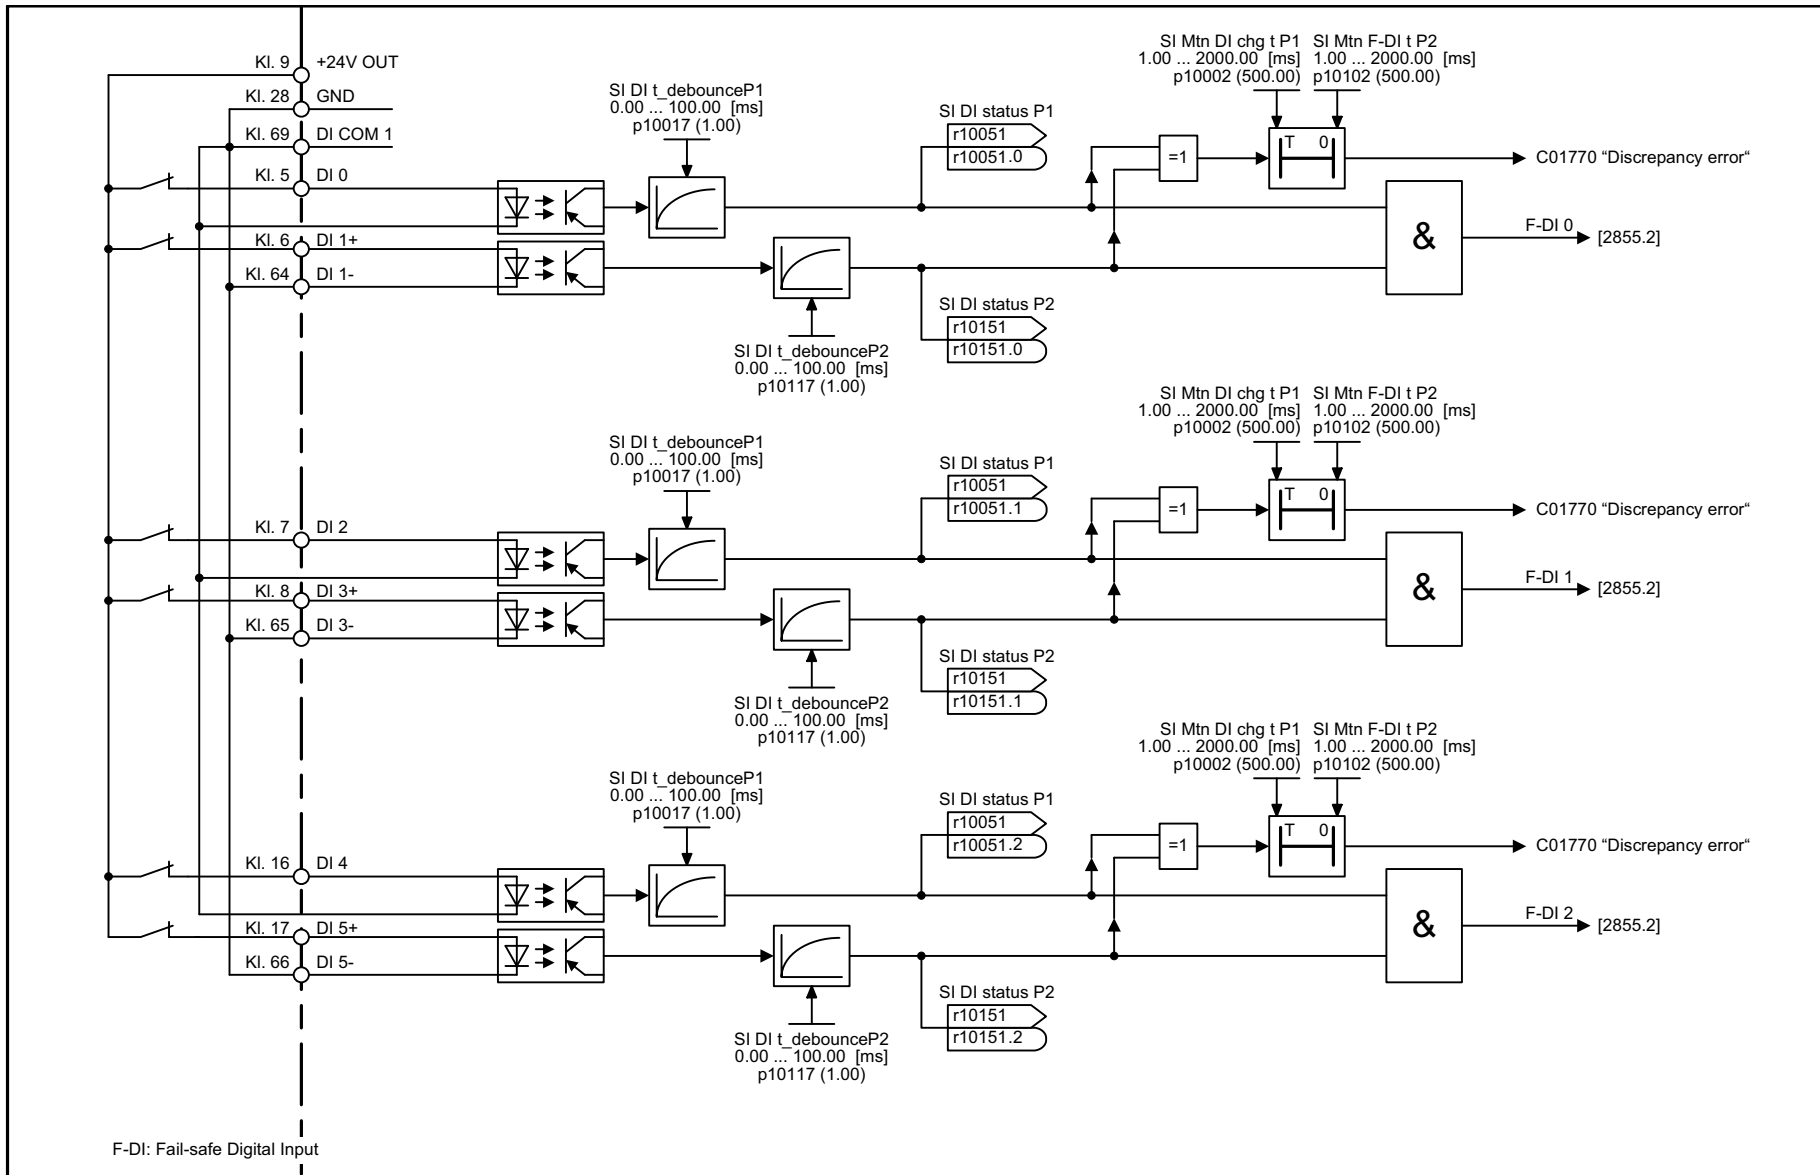 Kl. 9 +24V OUT
Kl. 28 GND
Kl. 69 DI COM 1
Kl. 5 DI 0
Kl. 6 DI 1+
Kl. 64 DI 1-
SI DI t_debounceP1
0.00 ... 100.00 [ms]
p10017 (1.00)
SI DI t_debounceP2
0.00 ... 100.00 [ms]
p10117 (1.00)
SI DI status P1
r10051
r10051.0
SI DI status P2
r10151
r10151.0
SI Mtn DI chg t P1
1.00 ... 2000.00 [ms]
p10002 (500.00)
SI Mtn F-DI t P2
1.00 ... 2000.00 [ms]
p10102 (500.00)
=1
T 0
C01770 “Discrepancy error“
&
F-DI 0
[2855.2]
Kl. 7 DI 2
Kl. 8 DI 3+
Kl. 65 DI 3-
SI DI t_debounceP1
0.00 ... 100.00 [ms]
p10017 (1.00)
SI DI t_debounceP2
0.00 ... 100.00 [ms]
p10117 (1.00)
SI DI status P1
r10051
r10051.1
SI DI status P2
r10151
r10151.1
SI Mtn DI chg t P1
1.00 ... 2000.00 [ms]
p10002 (500.00)
SI Mtn F-DI t P2
1.00 ... 2000.00 [ms]
p10102 (500.00)
=1
T 0
C01770 “Discrepancy error“
&
F-DI 1
[2855.2]
Kl. 16 DI 4
Kl. 17 DI 5+
Kl. 66 DI 5-
SI DI t_debounceP1
0.00 ... 100.00 [ms]
p10017 (1.00)
SI DI t_debounceP2
0.00 ... 100.00 [ms]
p10117 (1.00)
SI DI status P1
r10051
r10051.2
SI DI status P2
r10151
r10151.2
SI Mtn DI chg t P1
1.00 ... 2000.00 [ms]
p10002 (500.00)
SI Mtn F-DI t P2
1.00 ... 2000.00 [ms]
p10102 (500.00)
=1
T 0
C01770 “Discrepancy error“
&
F-DI 2
[2855.2]
F-DI: Fail-safe Digital Input